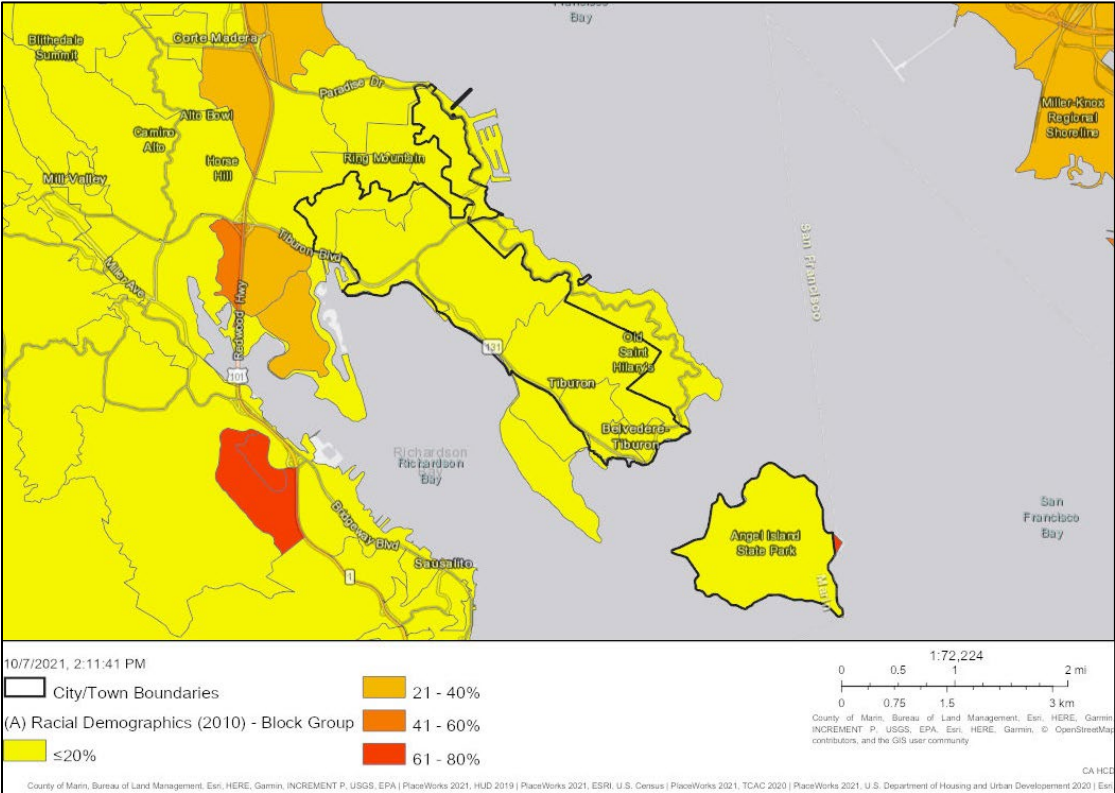 Francisco
Bay
Blithedale
Summit
Corte Madera
Paradise Dr
Alto Bowl
Miller-Knox
Regional
Shoreline
Camino
Alto
Horse
Hill
Ring Mountain
Mill Valley
Tiburon Blvd
Miller Ave
San Francisco
Redwood Hwy
131
Old
Saint
Hilary's
101
Tiburon
Belvedere-
Tiburon
Richardson
Bay
Richardson
Bay
San
Francisco
Bay
Bridgeway Blvd
Angel Island
State Park
Sausalito
1
Marin
10/7/2021, 2:11:41 PM
City/Town Boundaries
(A) Racial Demographics (2010) - Block Group
≤20%
21 - 40%
41 - 60%
61 - 80%
1:72,224
0 0.5 1 2 mi
0 0.75 1.5 3 km
County of Marin, Bureau of Land Management, Esri, HERE, Garmin,
INCREMENT P, USGS, EPA, Esri, HERE, Garmin, © OpenStreetMap
contributors, and the GIS user community
CA HCD
County of Marin, Bureau of Land Management, Esri, HERE, Garmin, INCREMENT P, USGS, EPA | PlaceWorks 2021, HUD 2019 | PlaceWorks 2021, ESRI, U.S. Census | PlaceWorks 2021, TCAC 2020 | PlaceWorks 2021, U.S. Department of Housing and Urban Developement 2020 | Esri